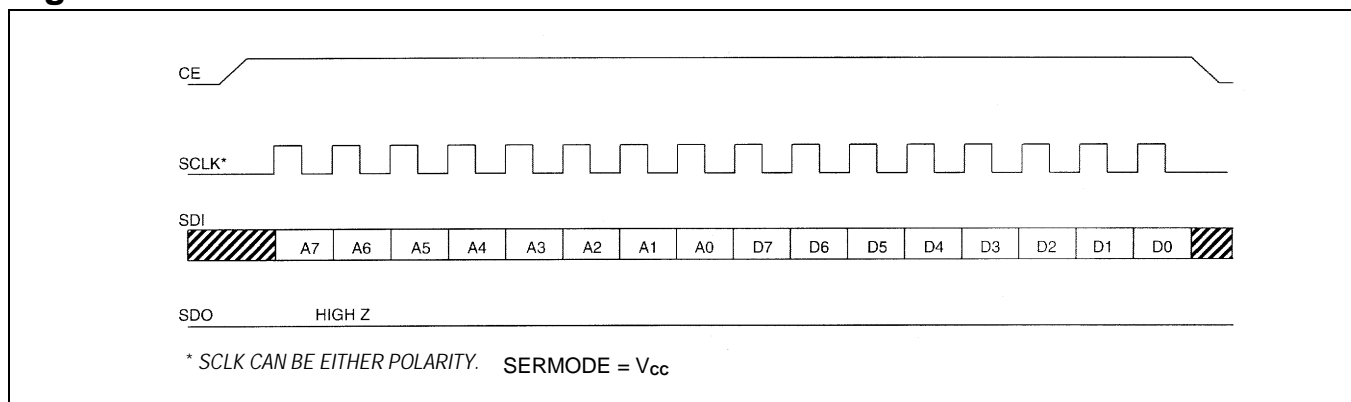 CE
SCLK*
SDI
A7 A6 A5 A4 A3 A2 A1 A0 D7 D6 D5 D4 D3 D2 D1 D0
SDO HIGH Z
* SCLK CAN BE EITHER POLARITY. SERMODE = Vcc